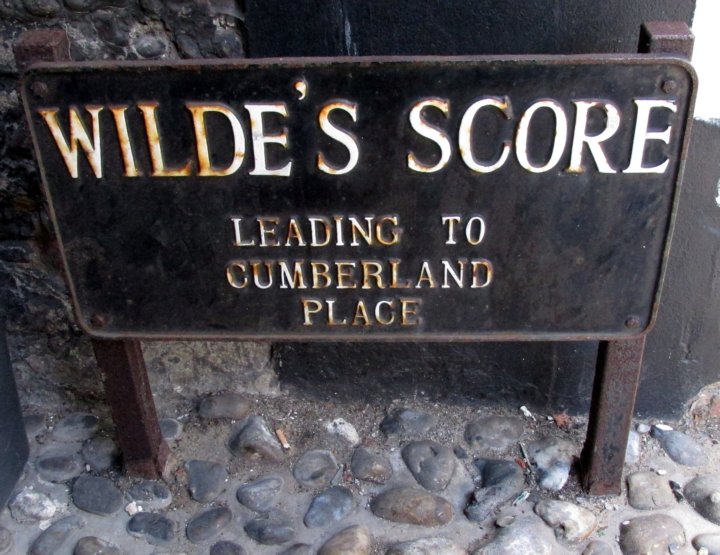 WILDE'S SCORE
LEADING TO
CUMBERLAND
PLACE